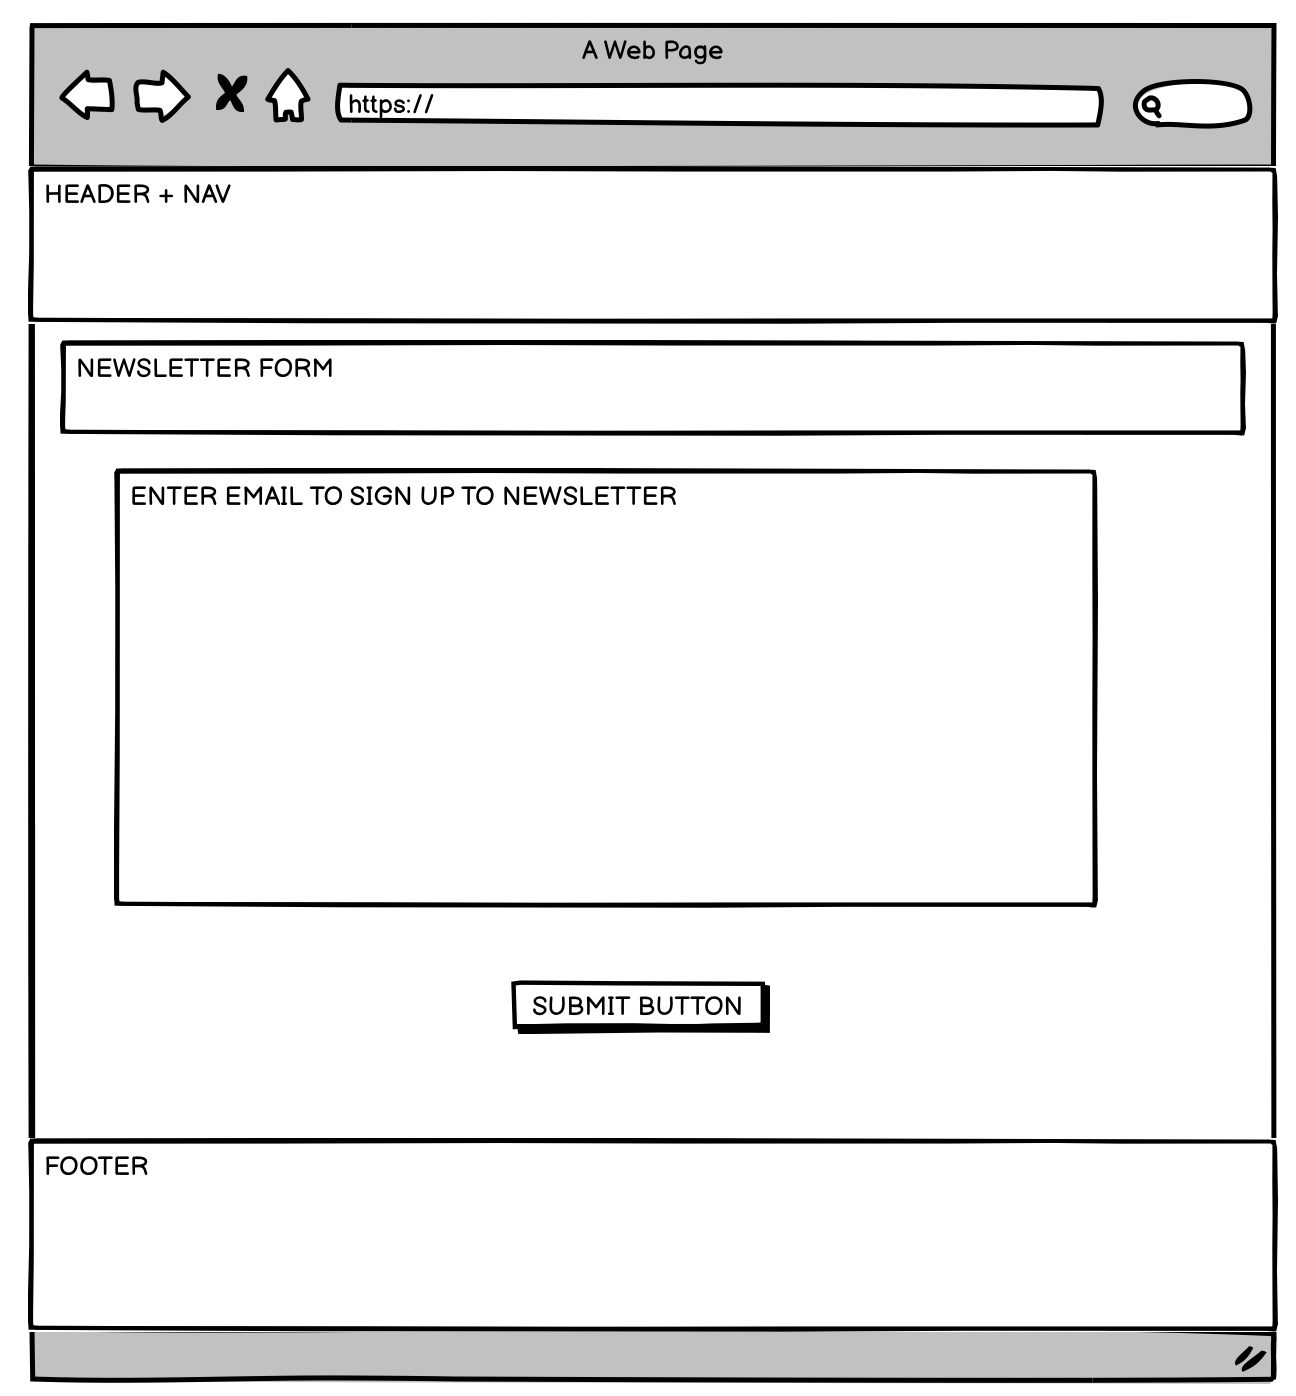 A Web Page
https://
HEADER + NAV
NEWSLETTER FORM
ENTER EMAIL TO SIGN UP TO NEWSLETTER
SUBMIT BUTTON
FOOTER